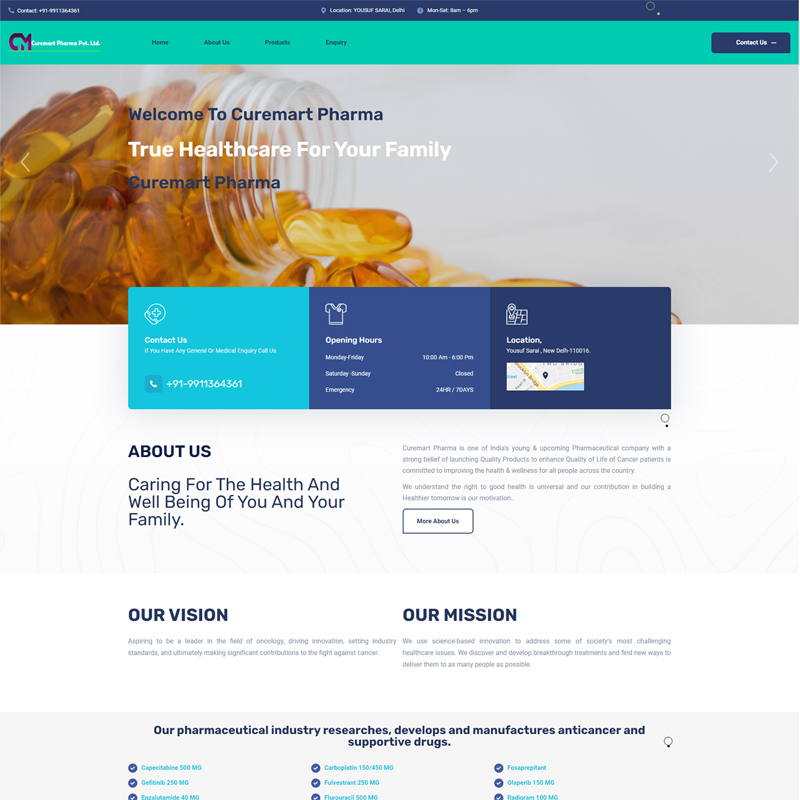 Contact: +91-9911364361
Location: YOUSUF SARAI, Delhi
Mon-Sat: 8am – 6pm
CM Curemart Pharma Pvt. Ltd.
Home
About Us
Products
Enquiry
Contact Us
Welcome To Curemart Pharma
True Healthcare For Your Family
Curemart Pharma
Contact Us
If You Have Any General Or Medical Enquiry Call Us
+91-9911364361
Opening Hours
Monday-Friday 10:00 Am - 6:00 Pm
Saturday -Sunday Closed
Emergency 24HR / 7DAYS
Location,
Yousuf Sarai , New Delh-110016.
ABOUT US
Caring For The Health And
Well Being Of You And Your
Family.
Curemart Pharma is one of India's young & upcoming Pharmaceutical company with a
strong belief of launching Quality Products to enhance Quality of Life of Cancer patients is
committed to improving the health & wellness for all people across the country.
We understand the right to good health is universal and our contribution in building a
Healthier tomorrow is our motivation..
More About Us
OUR VISION
Aspiring to be a leader in the field of oncology, driving innovation, setting industry
standards, and ultimately making significant contributions to the fight against cancer.
OUR MISSION
We use science-based innovation to address some of society's most challenging
healthcare issues. We discover and develop breakthrough treatments and find new ways to
deliver them to as many people as possible.
Our pharmaceutical industry researches, develops and manufactures anticancer and
supportive drugs.
Capecitabine 500 MG
Carboplatin 150/450 MG
Fosaprepitant
Gefitinib 250 MG
Fulvestrant 250 MG
Olaperib 150 MG
Enzalutamide 40 MG
Flurouracil 500 MG
Radigram 100 MG